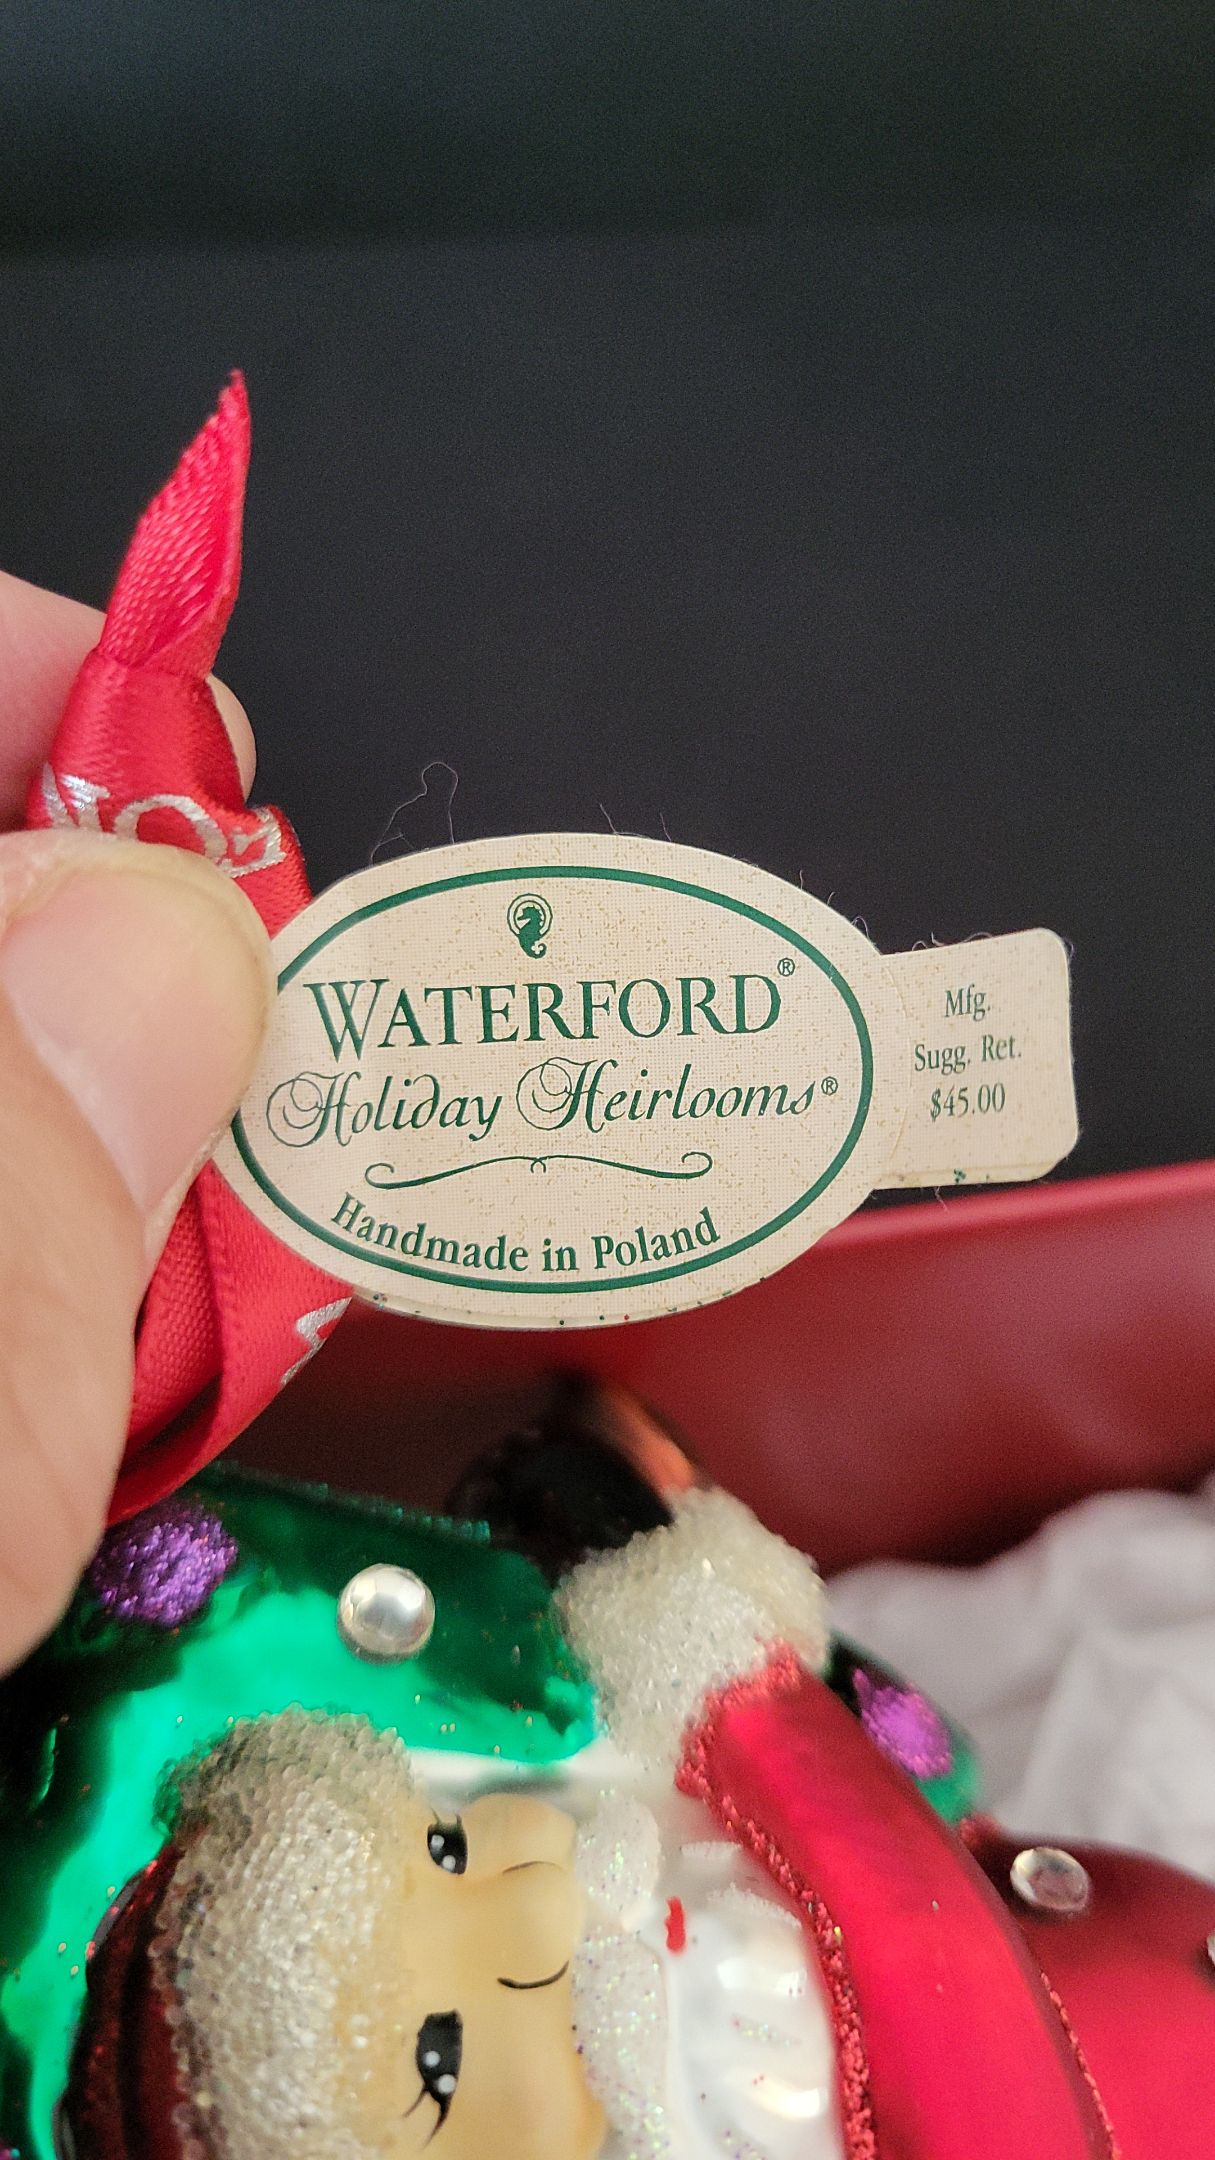 WATERFORD®
Holiday Heirlooms®
Handmade in Poland
Mfg.
Sugg. Ret.
$45.00